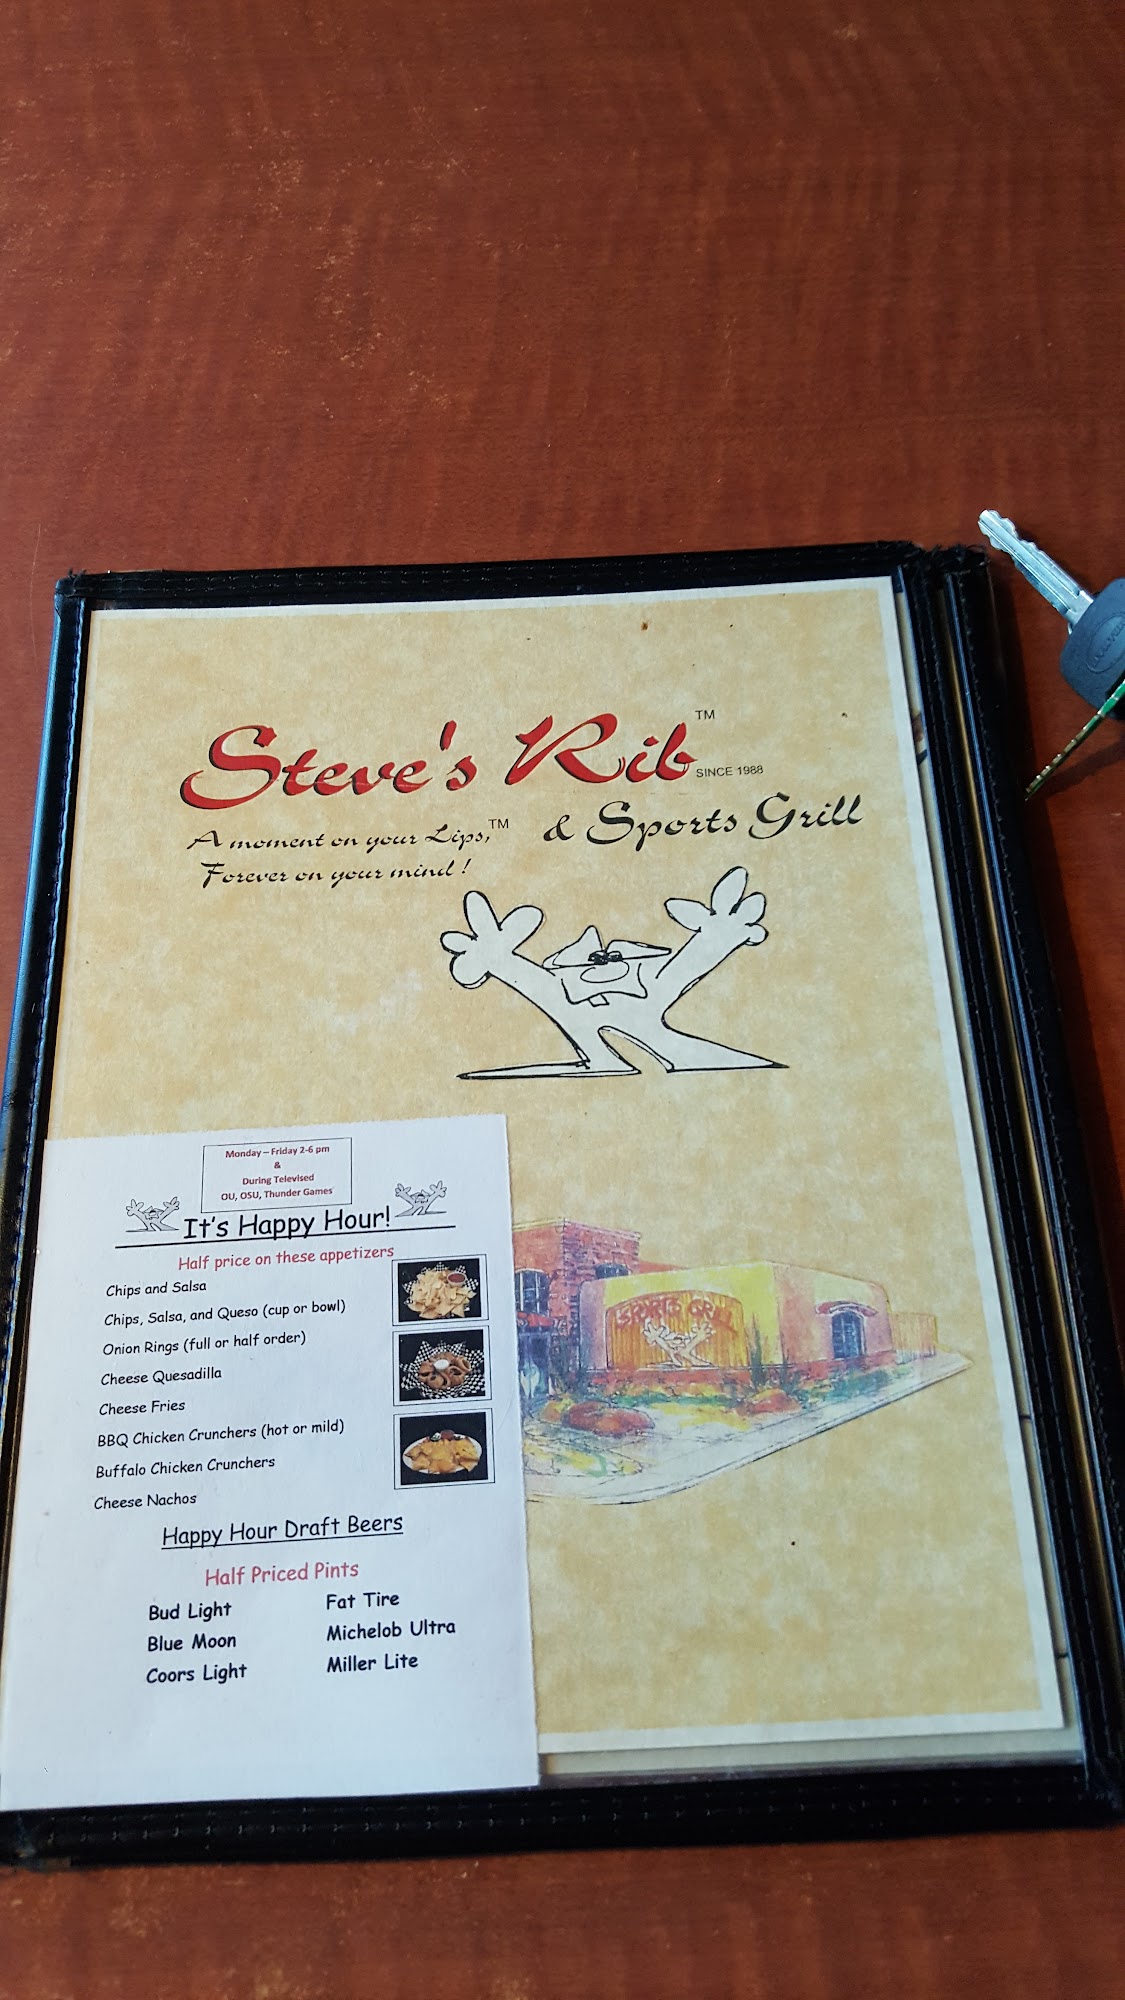 Steve's Rib™
SINCE 1988
A moment on your Lips,™
Forever on your mind!
& Sports Grill
SPORTS GRILL
Monday – Friday 2-6 pm
&
During Televised
OU, OSU, Thunder Games
It's Happy Hour!
Half price on these appetizers
Chips and Salsa
Chips, Salsa, and Queso (cup or bowl)
Onion Rings (full or half order)
Cheese Quesadilla
Cheese Fries
BBQ Chicken Crunchers (hot or mild)
Buffalo Chicken Crunchers
Cheese Nachos
Happy Hour Draft Beers
Half Priced Pints
Bud Light
Fat Tire
Blue Moon
Michelob Ultra
Coors Light
Miller Lite